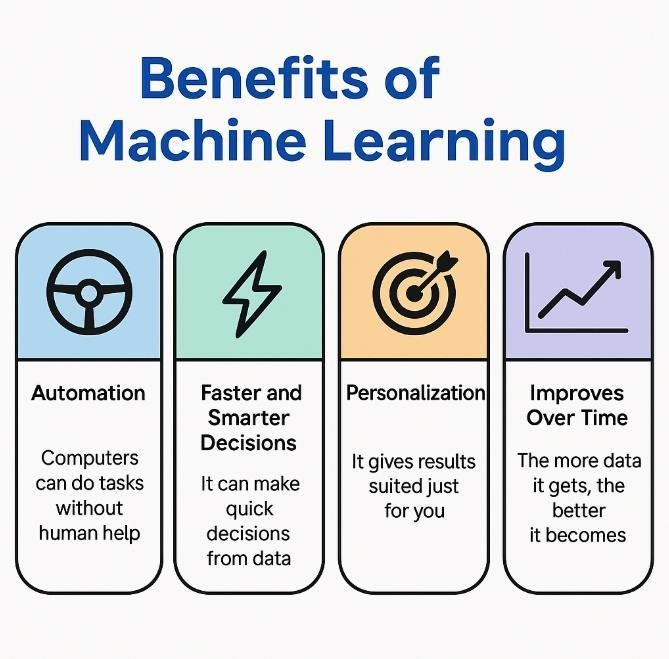 Benefits of
Machine Learning
Automation
Computers
can do tasks
without
human help
Faster and
Smarter
Decisions
It can make
quick
decisions
from data
Personalization
It gives results
suited just
for you
Improves
Over Time
The more data
it gets, the
better
it becomes